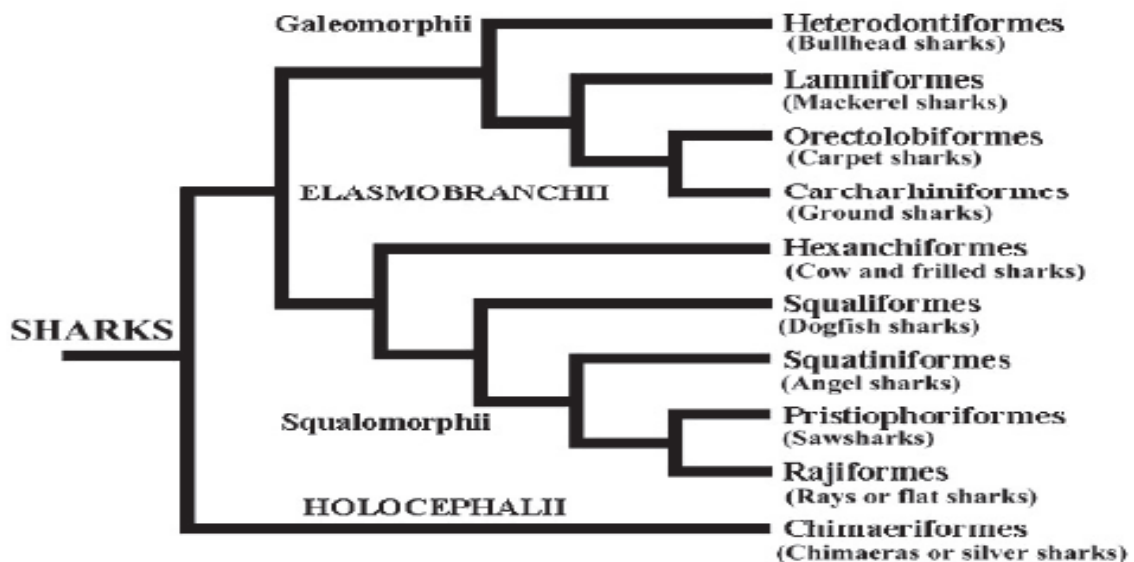 Galeomorphii
Heterodontiformes
(Bullhead sharks)
Lamniformes
(Mackerel sharks)
Orectolobiformes
(Carpet sharks)
ELASMOBRANCHII
Carcharhiniformes
(Ground sharks)
Hexanchiformes
(Cow and frilled sharks)
SHARKS
Squaliformes
(Dogfish sharks)
Squatiniformes
(Angel sharks)
Squalomorphii
Pristiophoriformes
(Sawsharks)
Rajiformes
(Rays or flat sharks)
HOLOCEPHALII
Chimaeriformes
(Chimaeras or silver sharks)